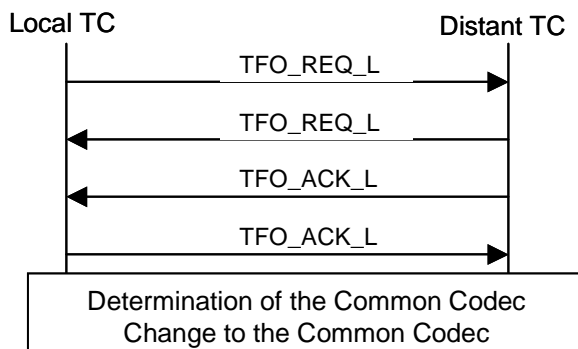 Local TC
Distant TC
TFO_REQ_L
TFO_REQ_L
TFO_ACK_L
TFO_ACK_L
Determination of the Common Codec
Change to the Common Codec